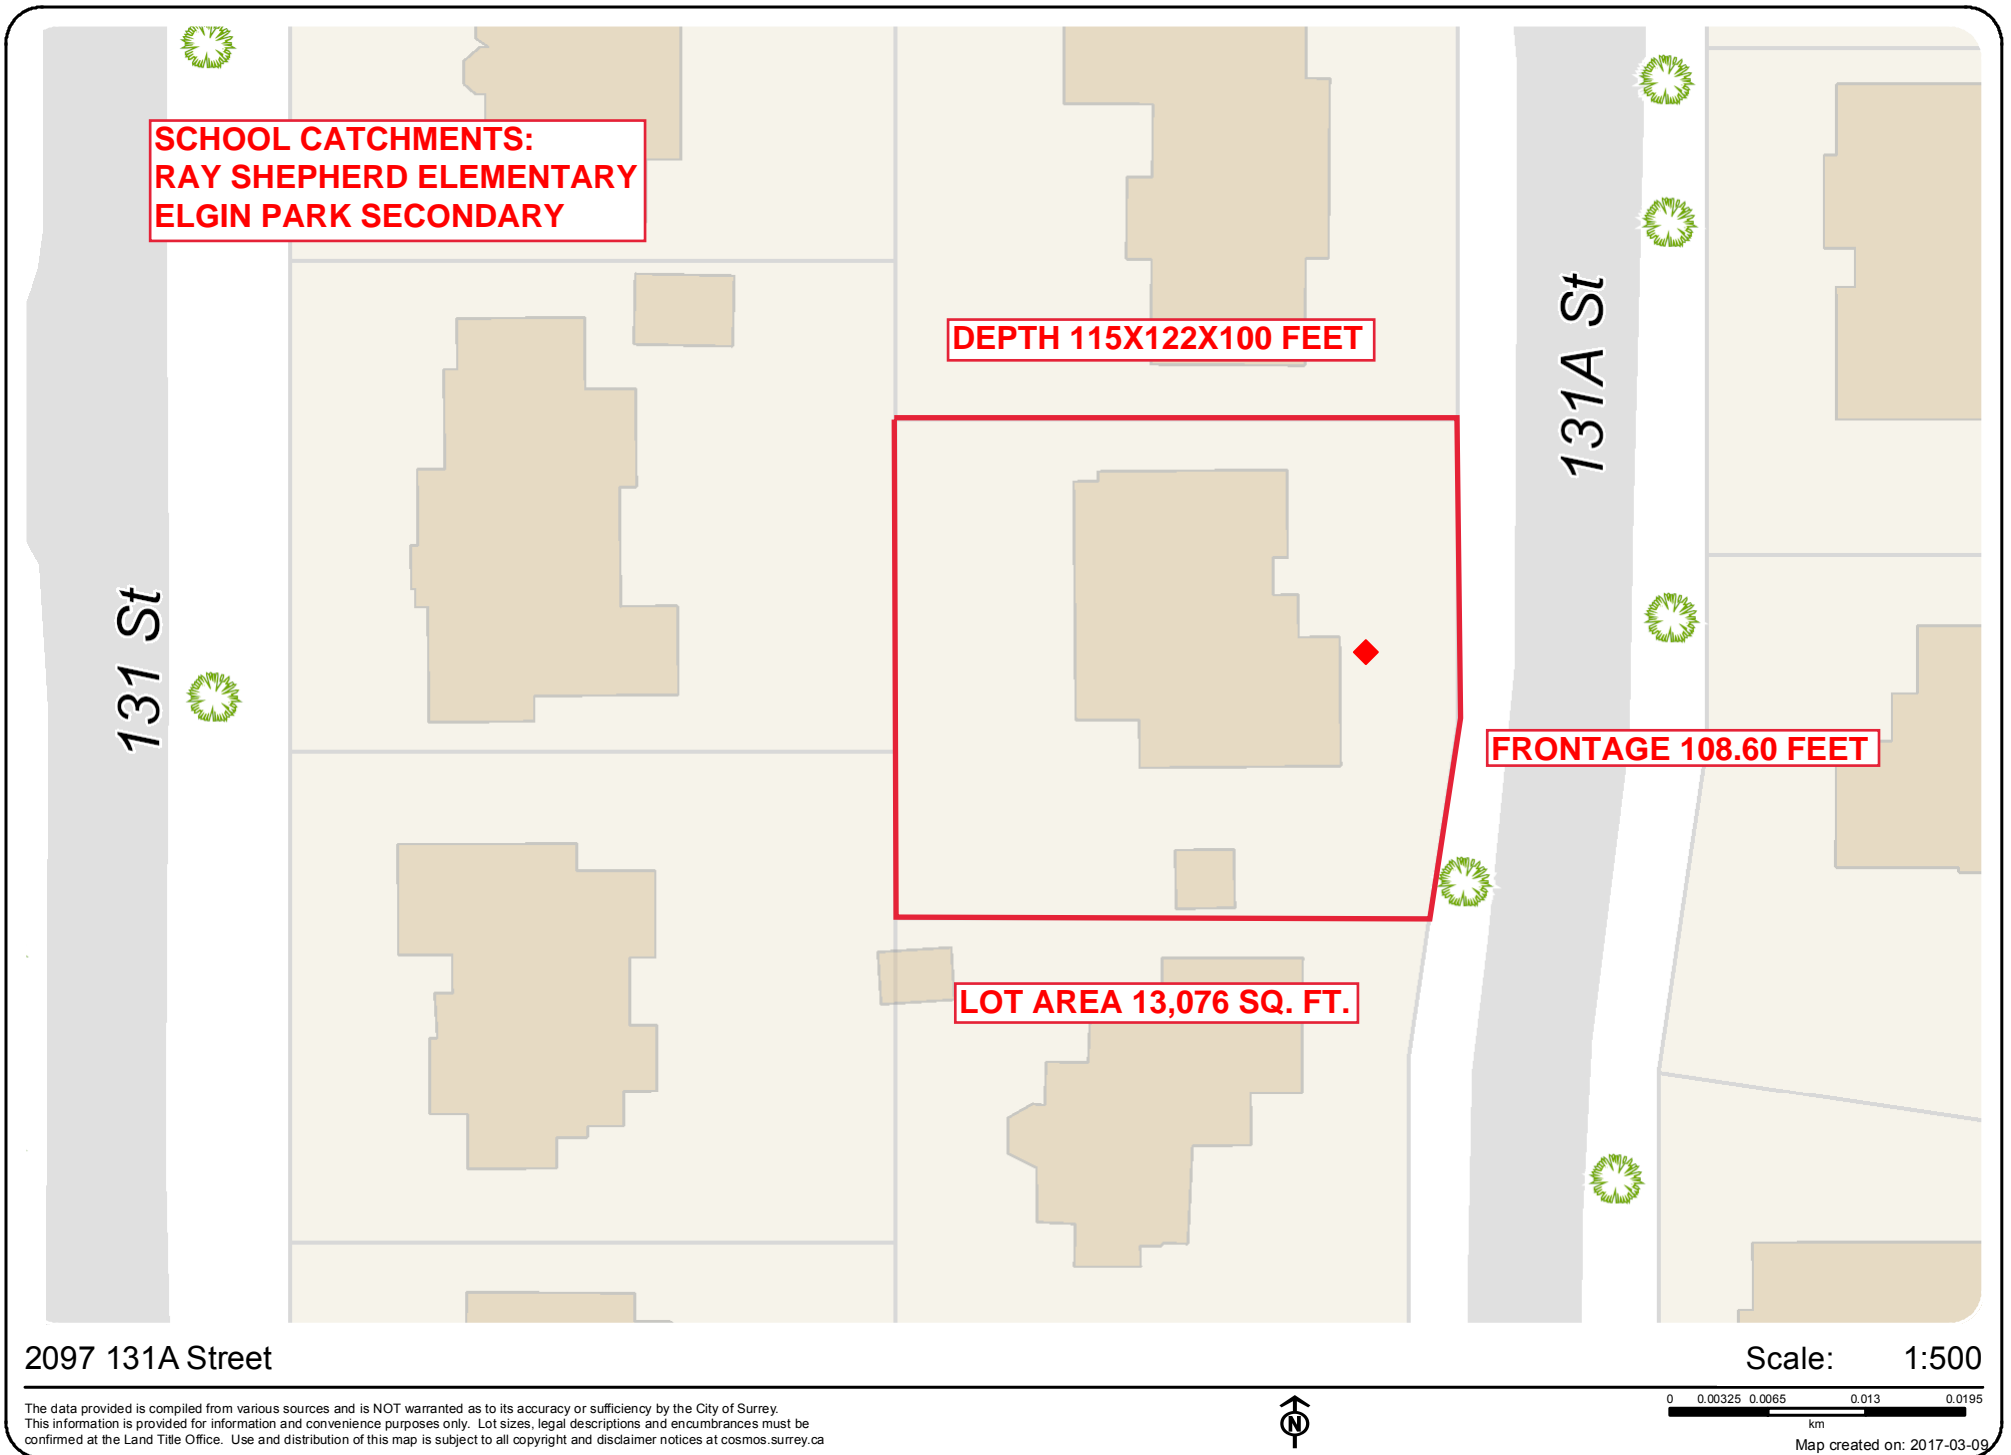 SCHOOL CATCHMENTS:
RAY SHEPHERD ELEMENTARY
ELGIN PARK SECONDARY
DEPTH 115X122X100 FEET
131A St
131 St
FRONTAGE 108.60 FEET
LOT AREA 13,076 SQ. FT.
2097 131A Street
Scale: 1:500
The data provided is compiled from various sources and is NOT warranted as to its accuracy or sufficiency by the City of Surrey.
This information is provided for information and convenience purposes only. Lot sizes, legal descriptions and encumbrances must be
confirmed at the Land Title Office. Use and distribution of this map is subject to all copyright and disclaimer notices at cosmos.surrey.ca
N
0 0.00325 0.0065 0.013 0.0195
km
Map created on: 2017-03-09